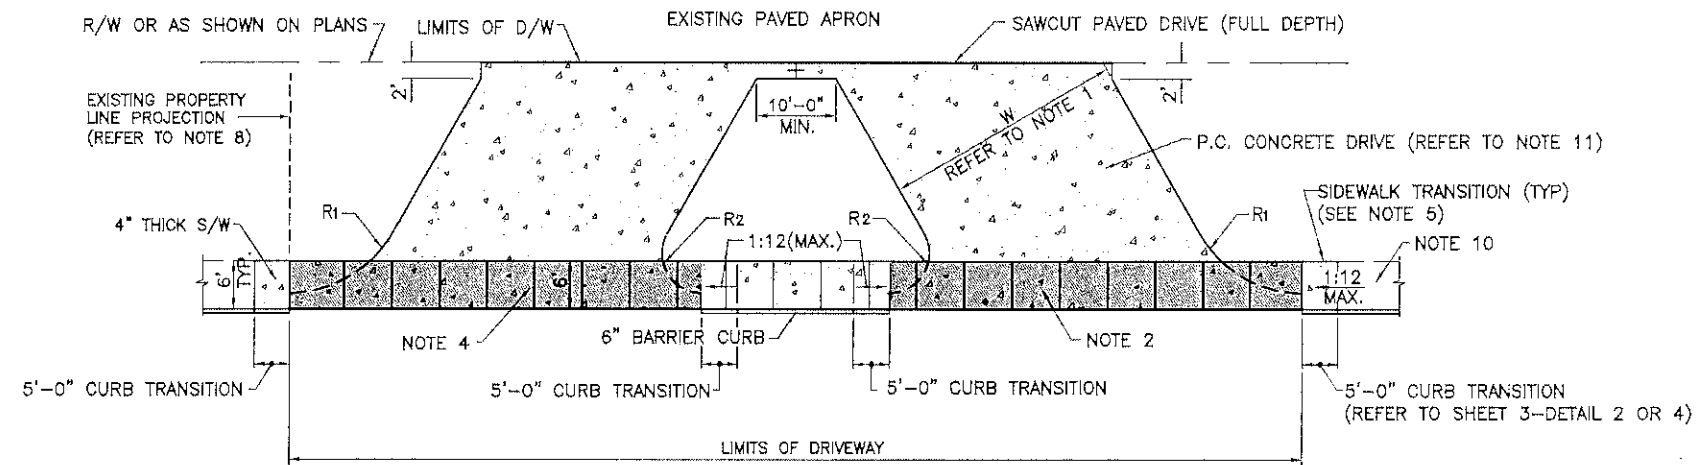 EXISTING PAVED APRON
R/W OR AS SHOWN ON PLANS
LIMITS OF D/W
SAWCUT PAVED DRIVE (FULL DEPTH)
2'
2'
EXISTING PROPERTY
LINE PROJECTION
(REFER TO NOTE 8)
10'-0"
MIN.
W
REFER TO NOTE 1
P.C. CONCRETE DRIVE (REFER TO NOTE 11)
SIDEWALK TRANSITION (TYP)
(SEE NOTE 5)
4" THICK S/W
R1
R2
R2
R1
1:12(MAX.)
NOTE 10
6'
TYP.
6'
1:12
MAX.
NOTE 4
6" BARRIER CURB
NOTE 2
5'-0" CURB TRANSITION
5'-0" CURB TRANSITION
5'-0" CURB TRANSITION
5'-0" CURB TRANSITION
(REFER TO SHEET 3-DETAIL 2 OR 4)
LIMITS OF DRIVEWAY